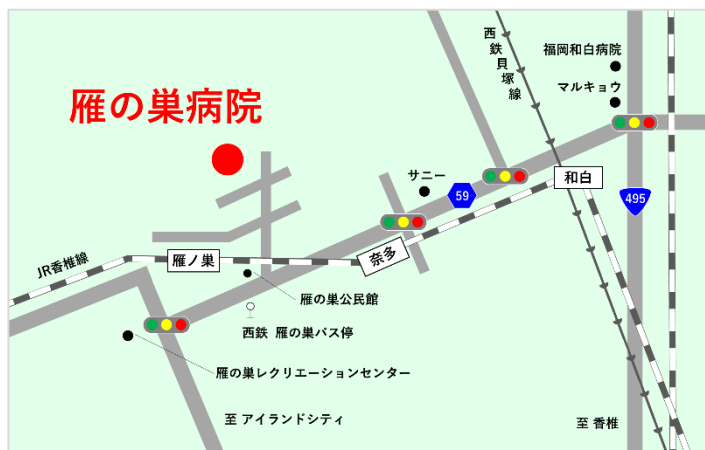 西鉄貝塚線
福岡和白病院
マルキョウ
雁の巣病院
サニー
和白
59
495
奈多
JR香椎線
雁ノ巣
雁の巣公民館
西鉄 雁の巣バス停
雁の巣レクリエーションセンター
至 アイランドシティ
至 香椎